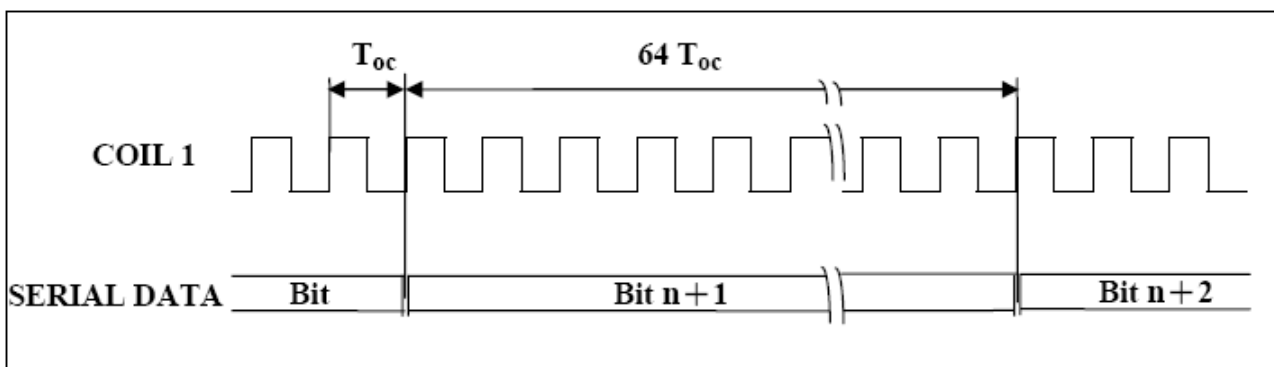 Toc 64 Toc
COIL 1
SERIAL DATA Bit Bit n+1 Bit n+2